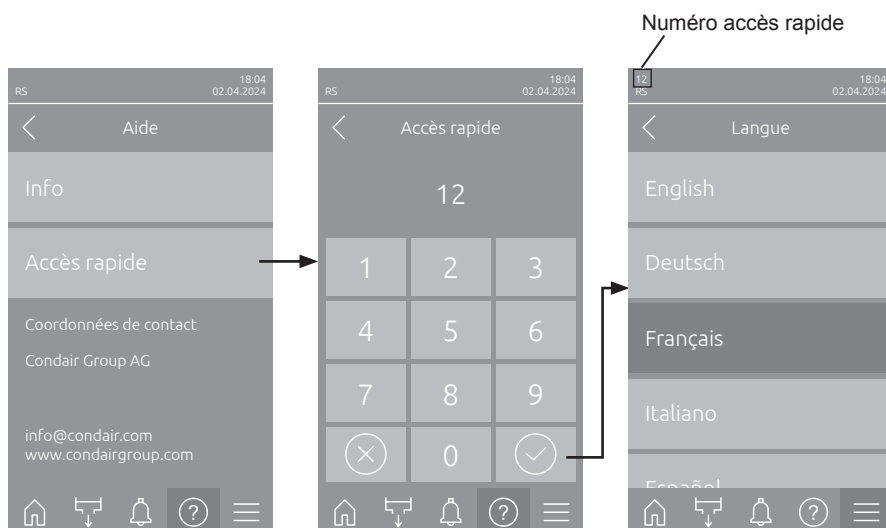 Numéro accès rapide
18:04
RS 02.04.2024
Aide
Info
Accès rapide
Coordonnées de contact
Condair Group AG
info@condair.com
www.condairgroup.com
?
18:04
RS 02.04.2024
Accès rapide
12
1 2 3
4 5 6
7 8 9
0
?
12 18:04
RS 02.04.2024
Langue
English
Deutsch
Français
Italiano
Español
?